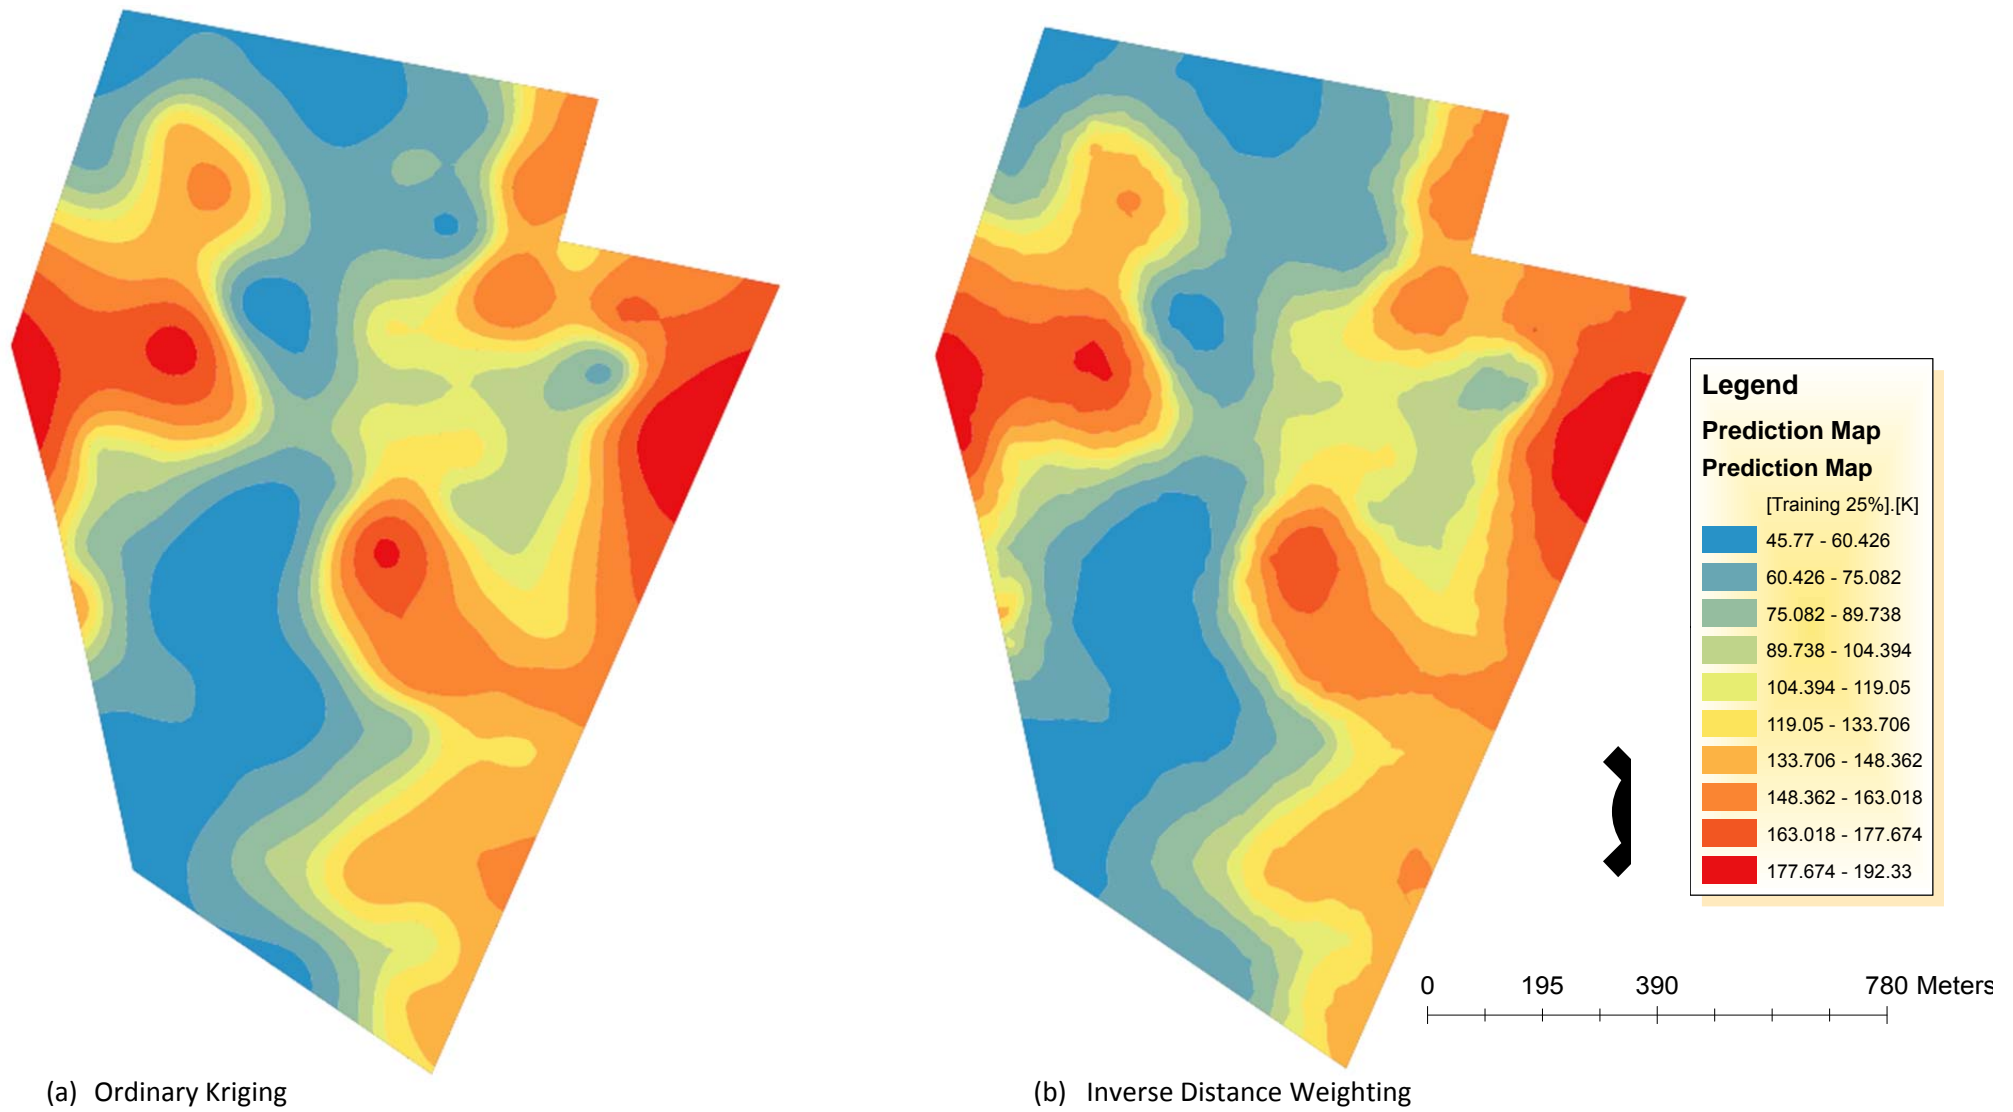 Legend
Prediction Map
Prediction Map
[Training 25%].[K]
45.77 - 60.426
60.426 - 75.082
75.082 - 89.738
89.738 - 104.394
104.394 - 119.05
119.05 - 133.706
133.706 - 148.362
148.362 - 163.018
163.018 - 177.674
177.674 - 192.33
0 195 390 780 Meters
(a) Ordinary Kriging
(b) Inverse Distance Weighting